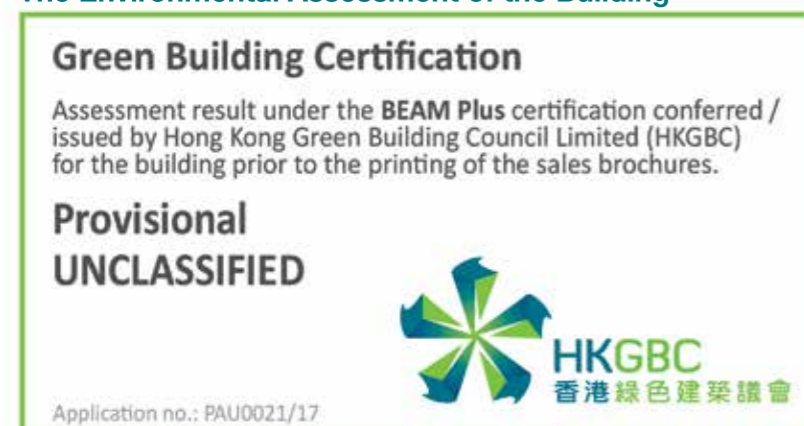 The Environmental Assessment of the Building
Green Building Certification
Assessment result under the BEAM Plus certification conferred /
issued by Hong Kong Green Building Council Limited (HKGBC)
for the building prior to the printing of the sales brochures.
Provisional
UNCLASSIFIED
HKGBC
香港綠色建築議會
Application no.: PAU0021/17